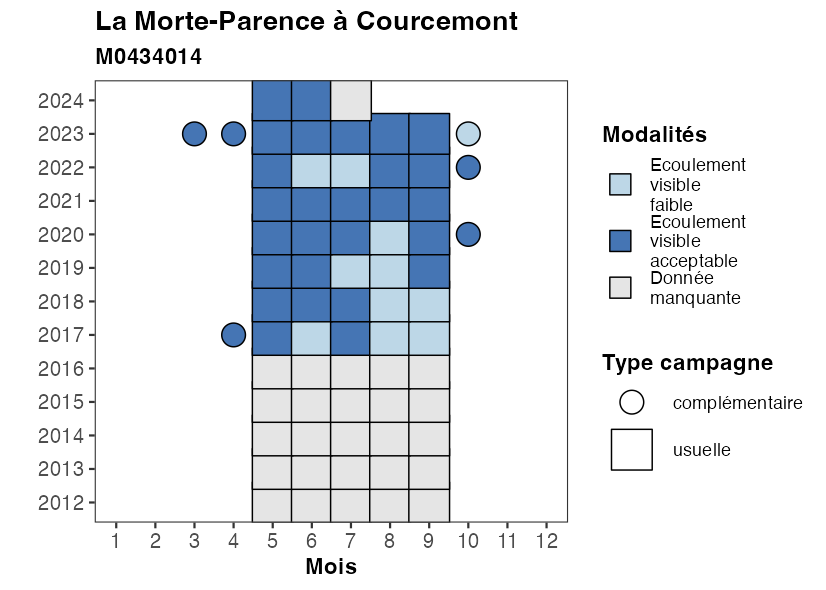 La Morte-Parence à Courcemont
M0434014
2024
2023
2022
2021
2020
2019
2018
2017
2016
2015
2014
2013
2012
1 2 3 4 5 6 7 8 9 10 11 12
Mois
Modalités
Ecoulement
visible
faible
Ecoulement
visible
acceptable
Donnée
manquante
Type campagne
complémentaire
usuelle